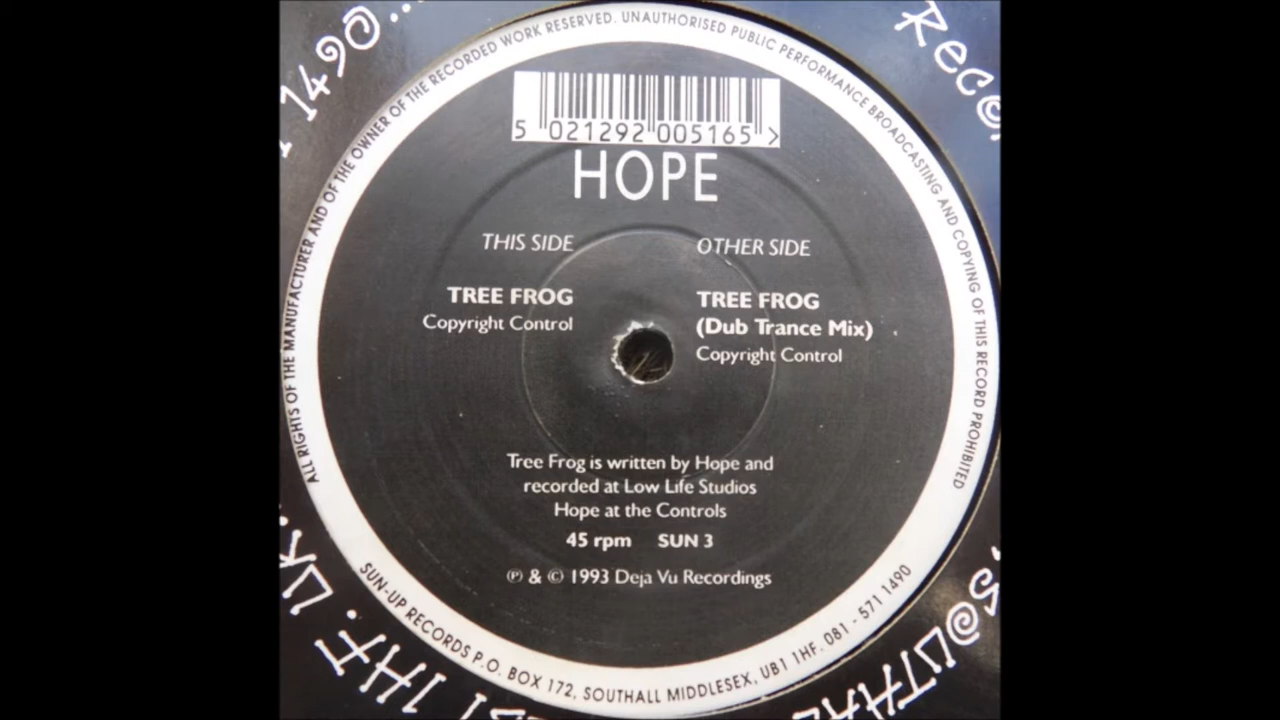 ALL RIGHTS OF THE MANUFACTURER AND OF THE OWNER OF THE RECORDED WORK RESERVED. UNAUTHORISED PUBLIC PERFORMANCE BROADCASTING AND COPYING OF THIS RECORD PROHIBITED
1490...
5 021292 005165 >
HOPE
THIS SIDE
TREE FROG
Copyright Control
OTHER SIDE
TREE FROG
(Dub Trance Mix)
Copyright Control
Tree Frog is written by Hope and
recorded at Low Life Studios
Hope at the Controls
45 rpm SUN 3
℗ & © 1993 Deja Vu Recordings
SUN-UP RECORDS P.O. BOX 172, SOUTHALL MIDDLESEX, UB1 1HF. 081 - 571 1490
1HF. UK...